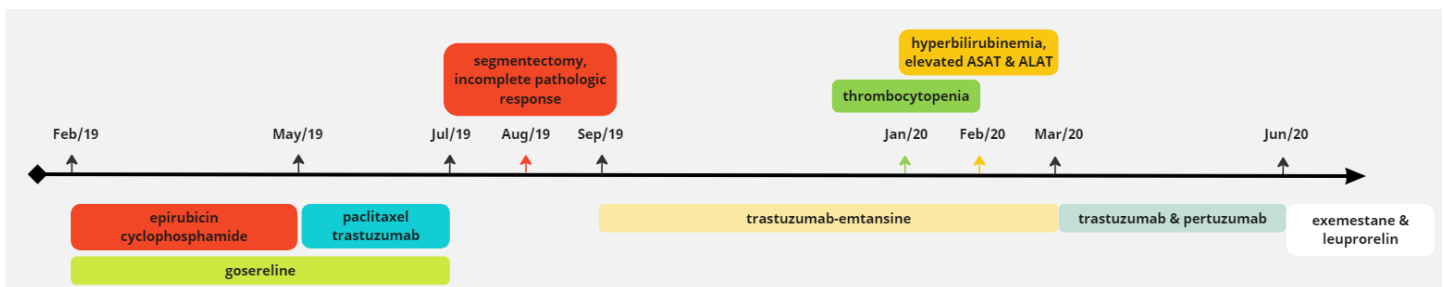 hyperbilirubinemia,
elevated ASAT & ALAT
segmentectomy,
incomplete pathologic
response
thrombocytopenia
Feb/19
May/19
Jul/19
Aug/19
Sep/19
Jan/20
Feb/20
Mar/20
Jun/20
epirubicin
cyclophosphamide
paclitaxel
trastuzumab
trastuzumab-emtansine
trastuzumab & pertuzumab
exemestane &
leuprorelin
gosereline